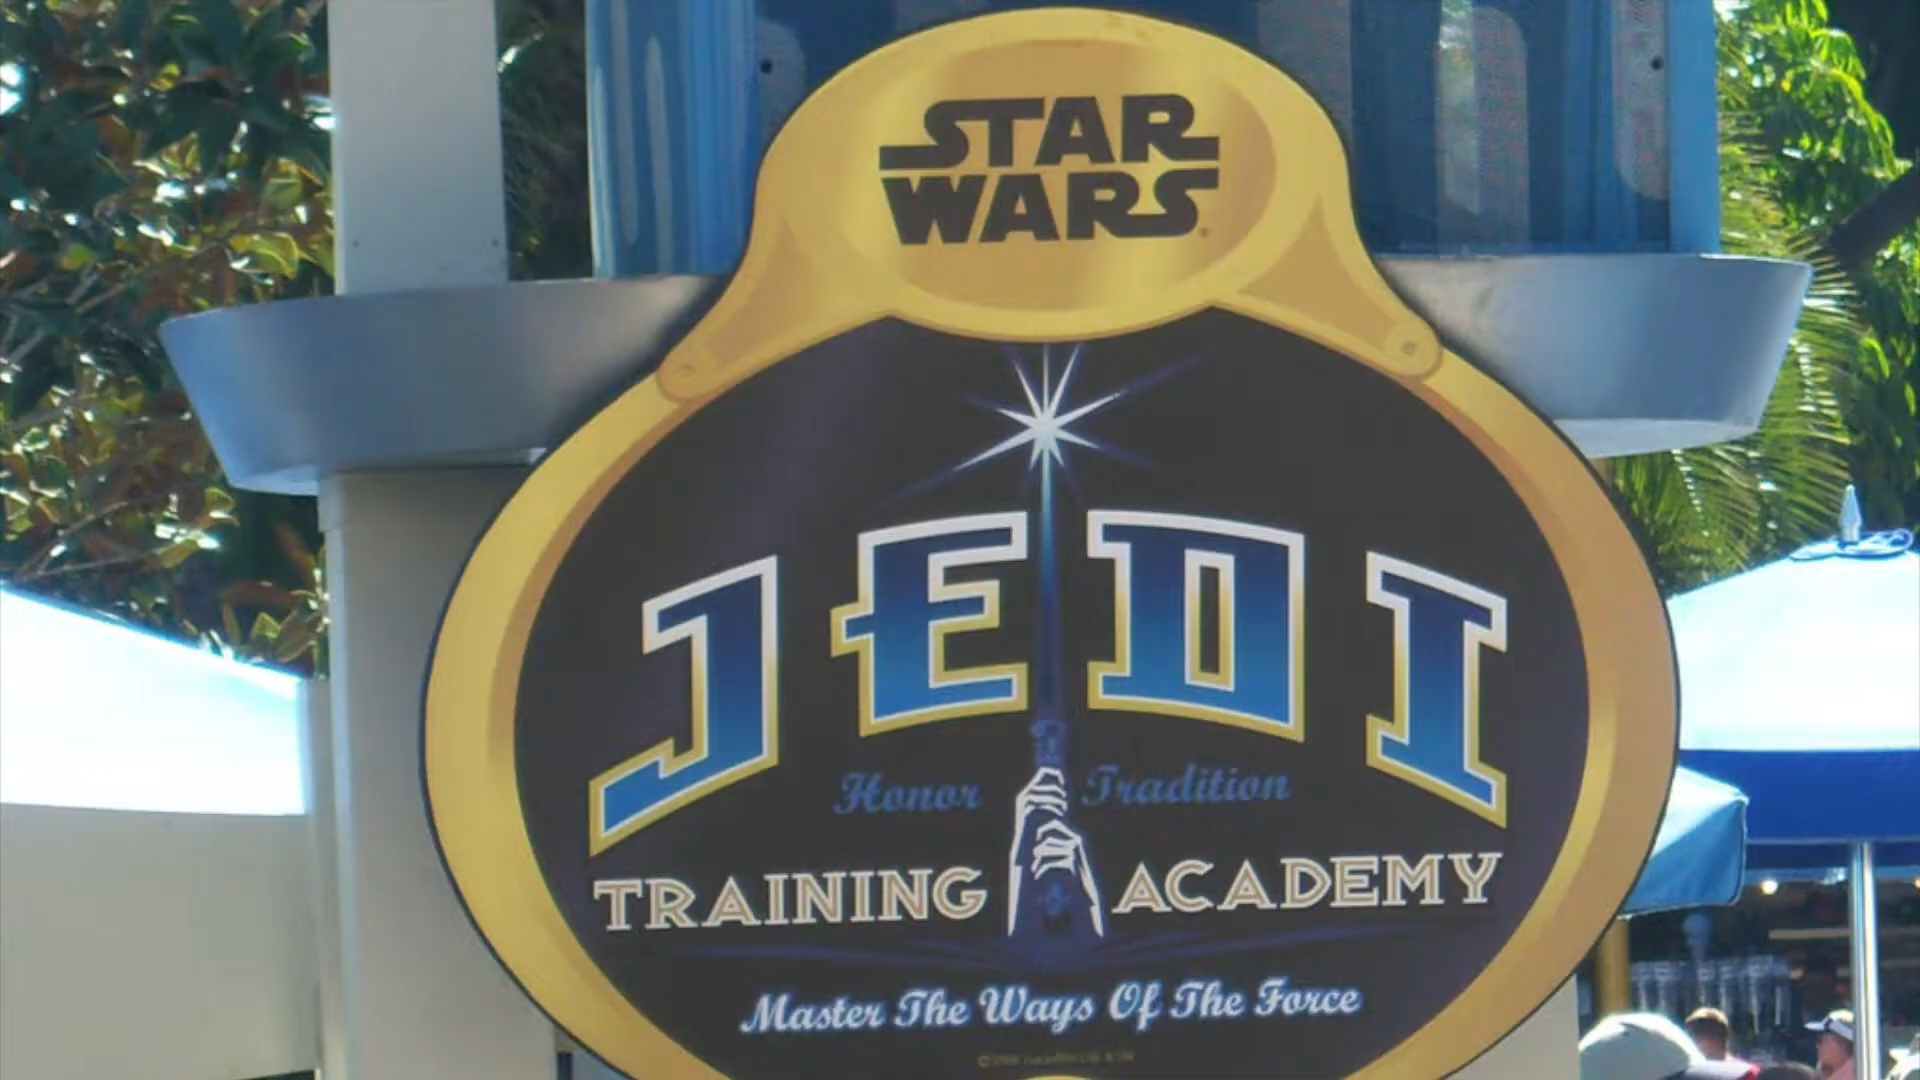 STAR
WARS
JEDI
Honor Tradition
TRAINING ACADEMY
Master The Ways Of The Force